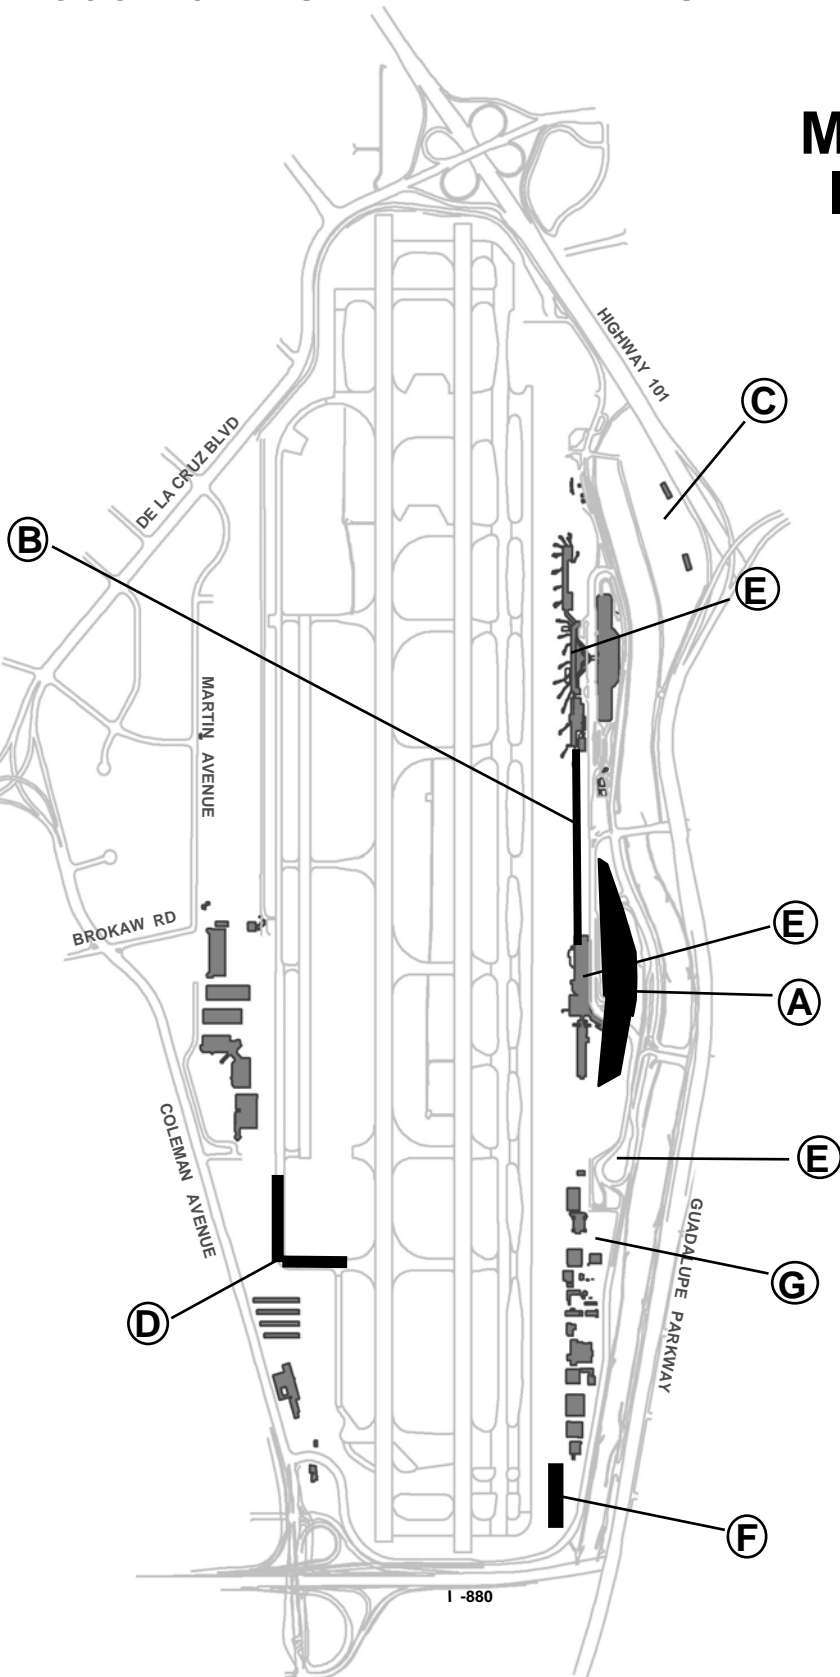 M
HIGHWAY 101
C
DE LA CRUZ BLVD
B
E
MARTIN AVENUE
BROKAW RD
E
A
COLEMAN AVENUE
E
GUADALUPE PARKWAY
G
D
F
I -880